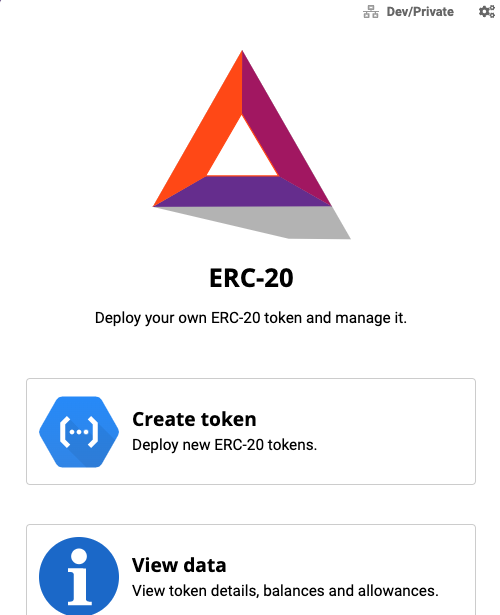 Dev/Private
ERC-20
Deploy your own ERC-20 token and manage it.
Create token
Deploy new ERC-20 tokens.
View data
View token details, balances and allowances.